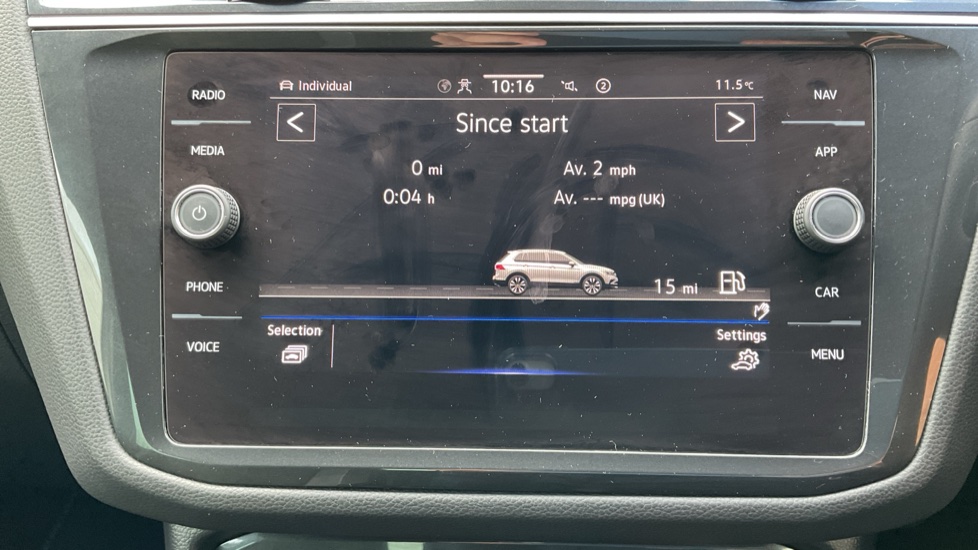 RADIO
MEDIA
PHONE
VOICE
Individual 10:16 2 11.5°C
< Since start >
0 mi Av. 2 mph
0:04 h Av. --- mpg (UK)
15 mi
Selection Settings
NAV
APP
CAR
MENU